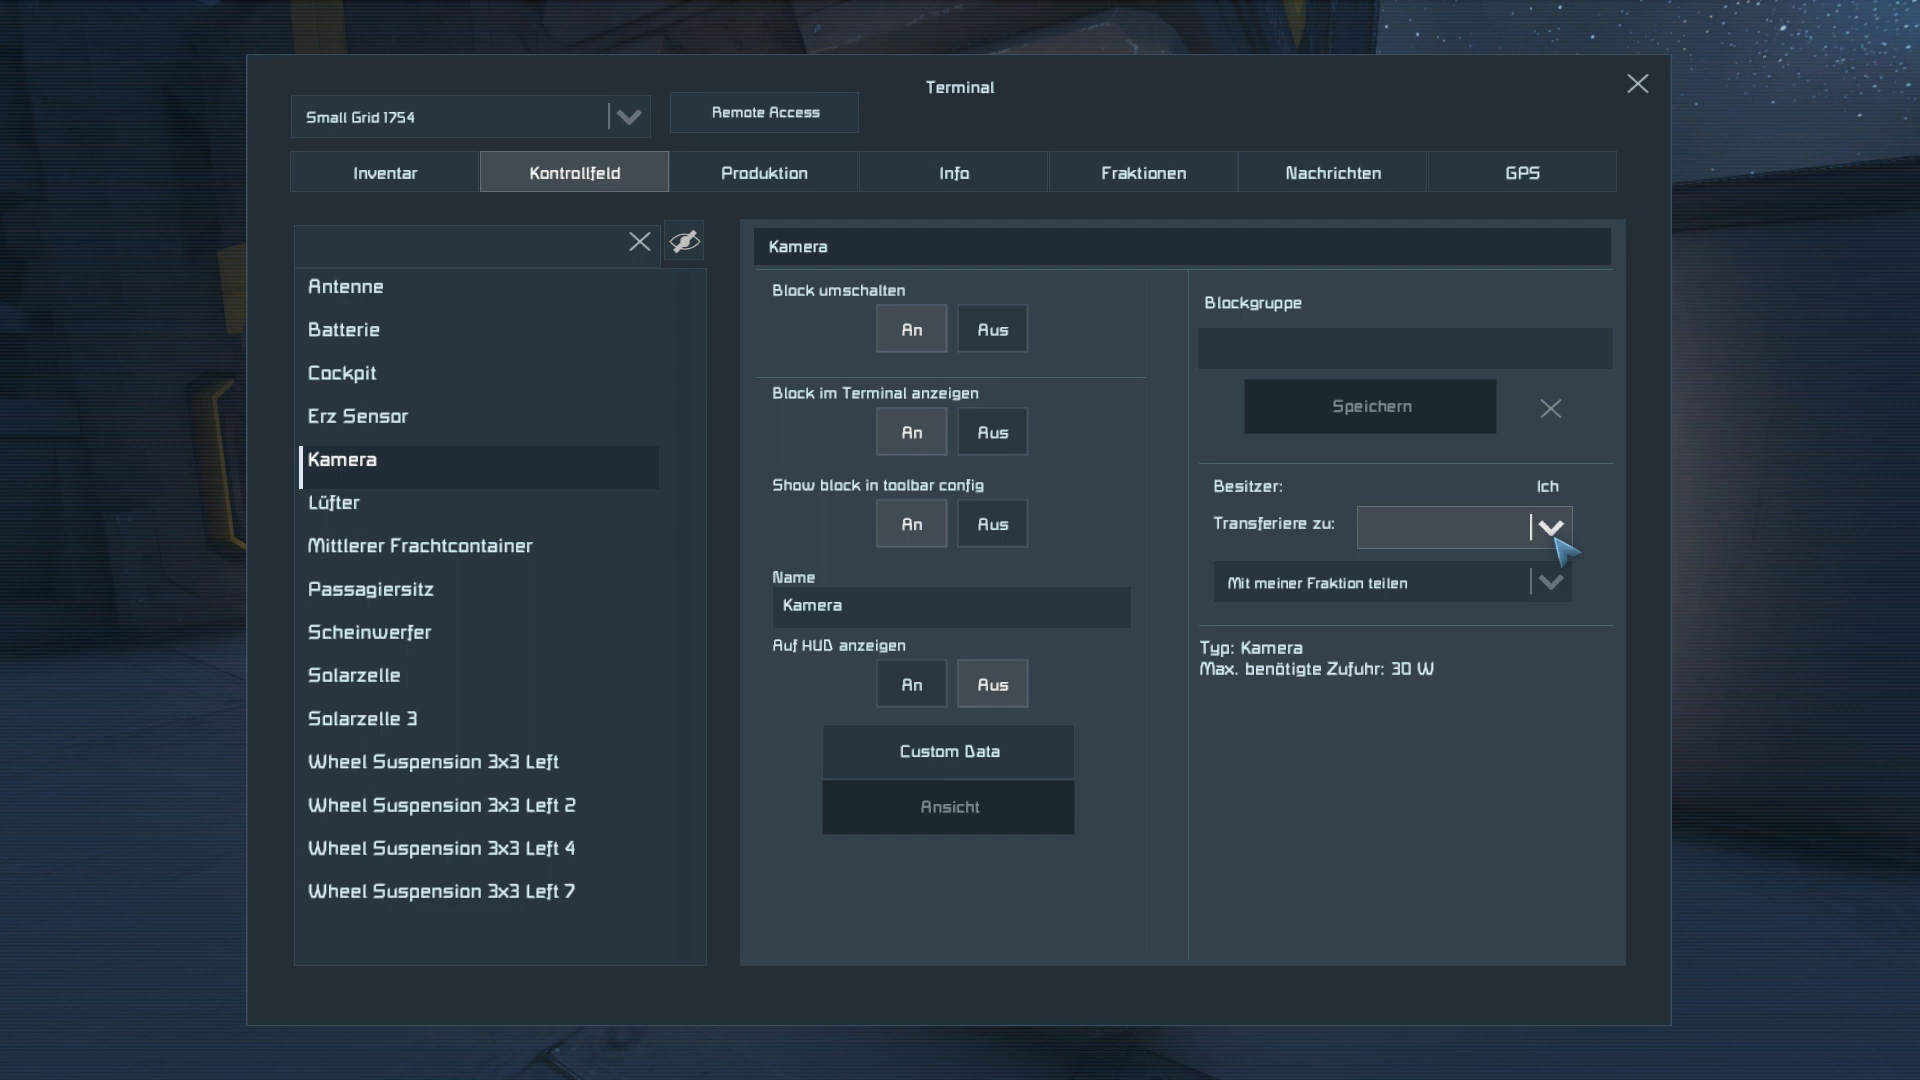 Terminal
Small Grid 1754
Remote Access
Inventar
Kontrollfeld
Produktion
Info
Fraktionen
Nachrichten
GPS
Antenne
Batterie
Cockpit
Erz Sensor
Kamera
Lüfter
Mittlerer Frachtcontainer
Passagiersitz
Scheinwerfer
Solarzelle
Solarzelle 3
Wheel Suspension 3x3 Left
Wheel Suspension 3x3 Left 2
Wheel Suspension 3x3 Left 4
Wheel Suspension 3x3 Left 7
Kamera
Block umschalten
An Aus
Block im Terminal anzeigen
An Aus
Show block in toolbar config
An Aus
Name
Kamera
Auf HUD anzeigen
An Aus
Custom Data
Ansicht
Blockgruppe
Speichern
Besitzer: Ich
Transferiere zu:
Mit meiner Fraktion teilen
Typ: Kamera
Max. benötigte Zufuhr: 30 W